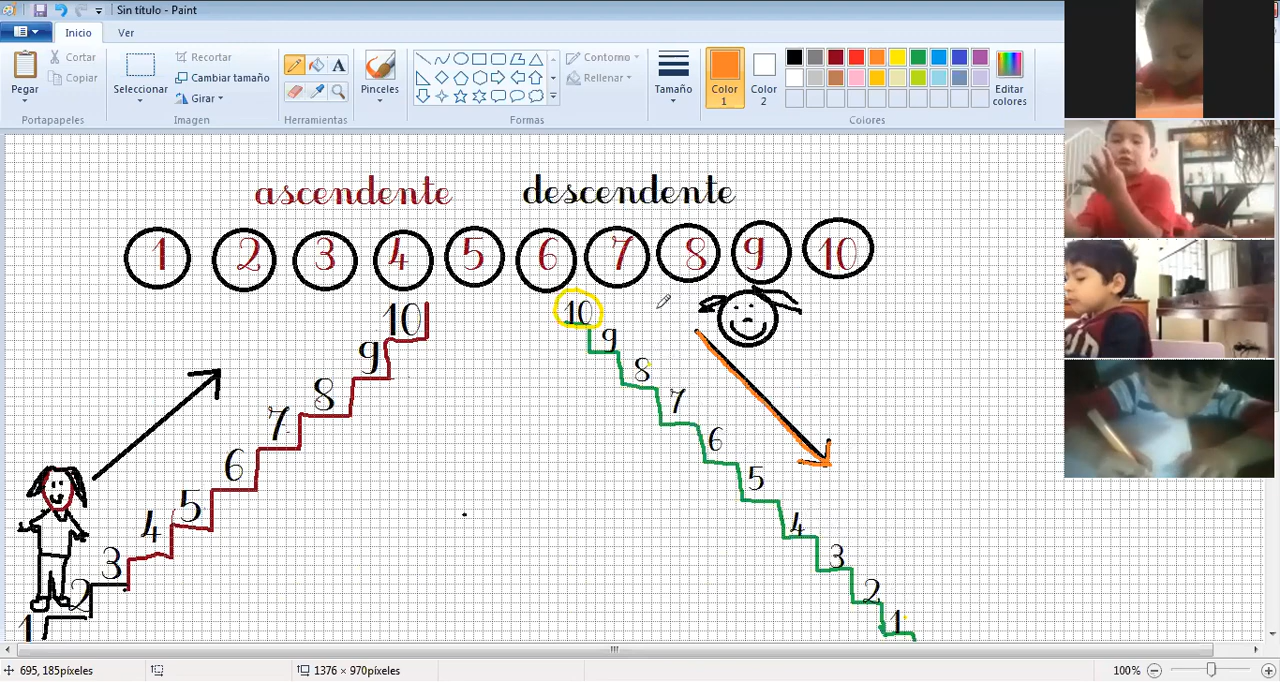 Sin título - Paint
Inicio Ver
Pegar
Cortar
Copiar
Portapapeles
Seleccionar
Recortar
Cambiar tamaño
Girar
Imagen
A
Herramientas
Pinceles
Contorno
Rellenar
Formas
Tamaño
Color 1
Color 2
Editar colores
Colores
ascendente descendente
1 2 3 4 5 6 7 8 9 10
1
2
3
4
5
6
7
8
9
10
10
9
8
7
6
5
4
3
2
1
695, 185píxeles 1376 × 970píxeles 100%